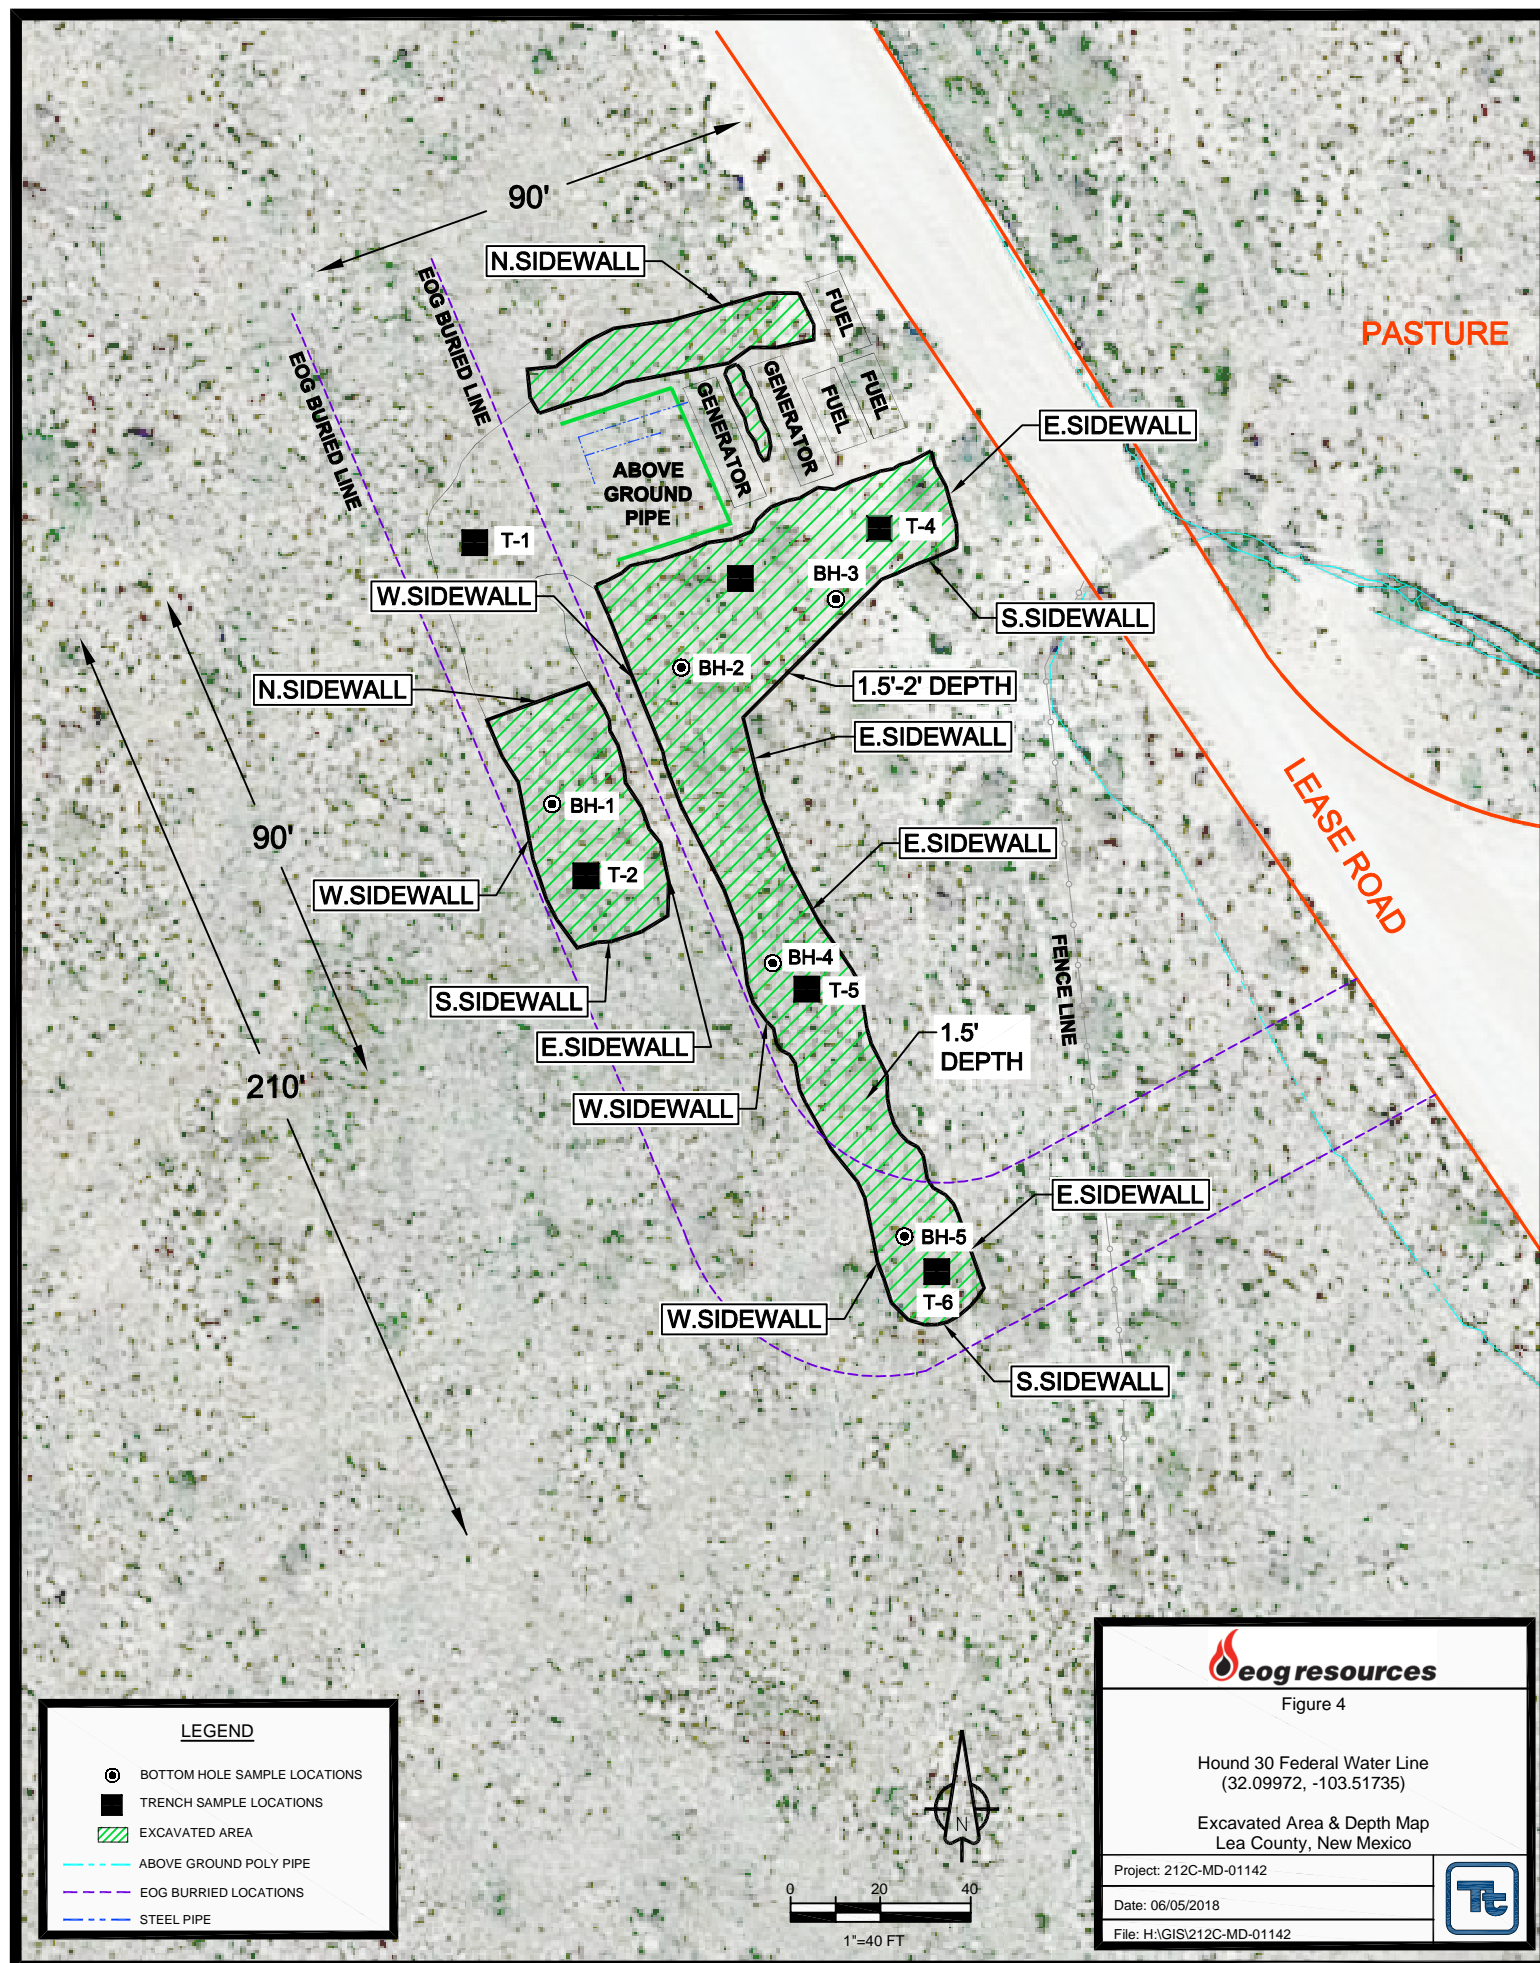 90'
N.SIDEWALL
EOG BURIED LINE
EOG BURIED LINE
FUEL
PASTURE
GENERATOR
GENERATOR
FUEL
FUEL
E.SIDEWALL
ABOVE
GROUND
PIPE
T-4
T-1
BH-3
W.SIDEWALL
S.SIDEWALL
BH-2
N.SIDEWALL
1.5'-2' DEPTH
E.SIDEWALL
BH-1
90'
E.SIDEWALL
LEASE ROAD
T-2
W.SIDEWALL
BH-4
FENCE LINE
T-5
S.SIDEWALL
1.5'
DEPTH
E.SIDEWALL
210'
W.SIDEWALL
E.SIDEWALL
BH-5
T-6
W.SIDEWALL
S.SIDEWALL
LEGEND
BOTTOM HOLE SAMPLE LOCATIONS
TRENCH SAMPLE LOCATIONS
EXCAVATED AREA
ABOVE GROUND POLY PIPE
EOG BURRIED LOCATIONS
STEEL PIPE
N
0 20 40
1"=40 FT
eog resources
Figure 4
Hound 30 Federal Water Line
(32.09972, -103.51735)
Excavated Area & Depth Map
Lea County, New Mexico
Project: 212C-MD-01142
Date: 06/05/2018
File: H:\GIS\212C-MD-01142
Tt